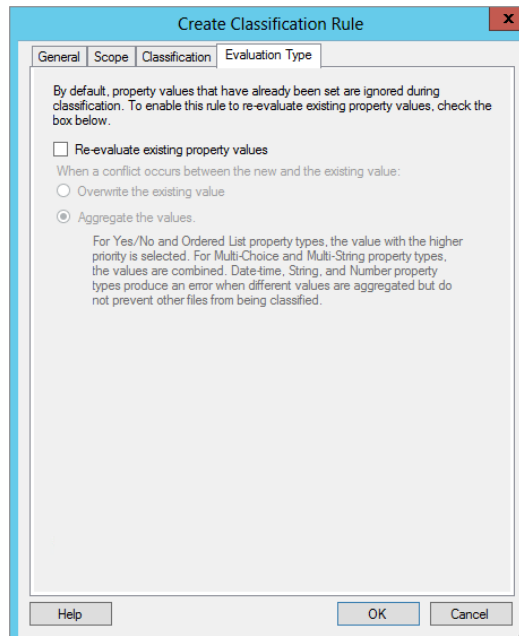 Create Classification Rule
x
General Scope Classification Evaluation Type
By default, property values that have already been set are ignored during
classification. To enable this rule to re-evaluate existing property values, check the
box below.
Re-evaluate existing property values
When a conflict occurs between the new and the existing value:
Overwrite the existing value
Aggregate the values.
For Yes/No and Ordered List property types, the value with the higher
priority is selected. For Multi-Choice and Multi-String property types,
the values are combined. Date-time, String, and Number property
types produce an error when different values are aggregated but do
not prevent other files from being classified.
Help OK Cancel